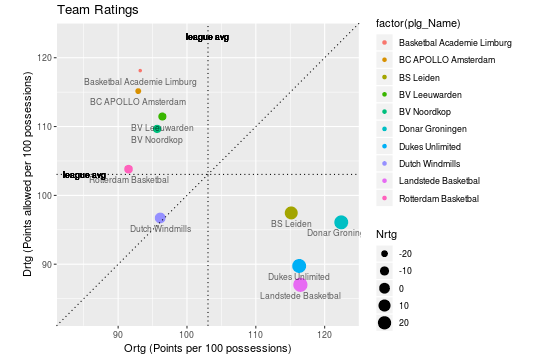 Team Ratings
factor(plg_Name)
Basketbal Academie Limburg
BC APOLLO Amsterdam
BS Leiden
BV Leeuwarden
BV Noordkop
Donar Groningen
Dukes Unlimited
Dutch Windmills
Landstede Basketbal
Rotterdam Basketbal
Nrtg
-20
-10
0
10
20
league avg
league avg
Basketbal Academie Limburg
BC APOLLO Amsterdam
BV Leeuwarden
BV Noordkop
Rotterdam Basketbal
Dutch Windmills
BS Leiden
Donar Groning
Dukes Unlimited
Landstede Basketbal
120
110
100
90
90
100
110
120
Drtg (Points allowed per 100 possessions)
Ortg (Points per 100 possessions)